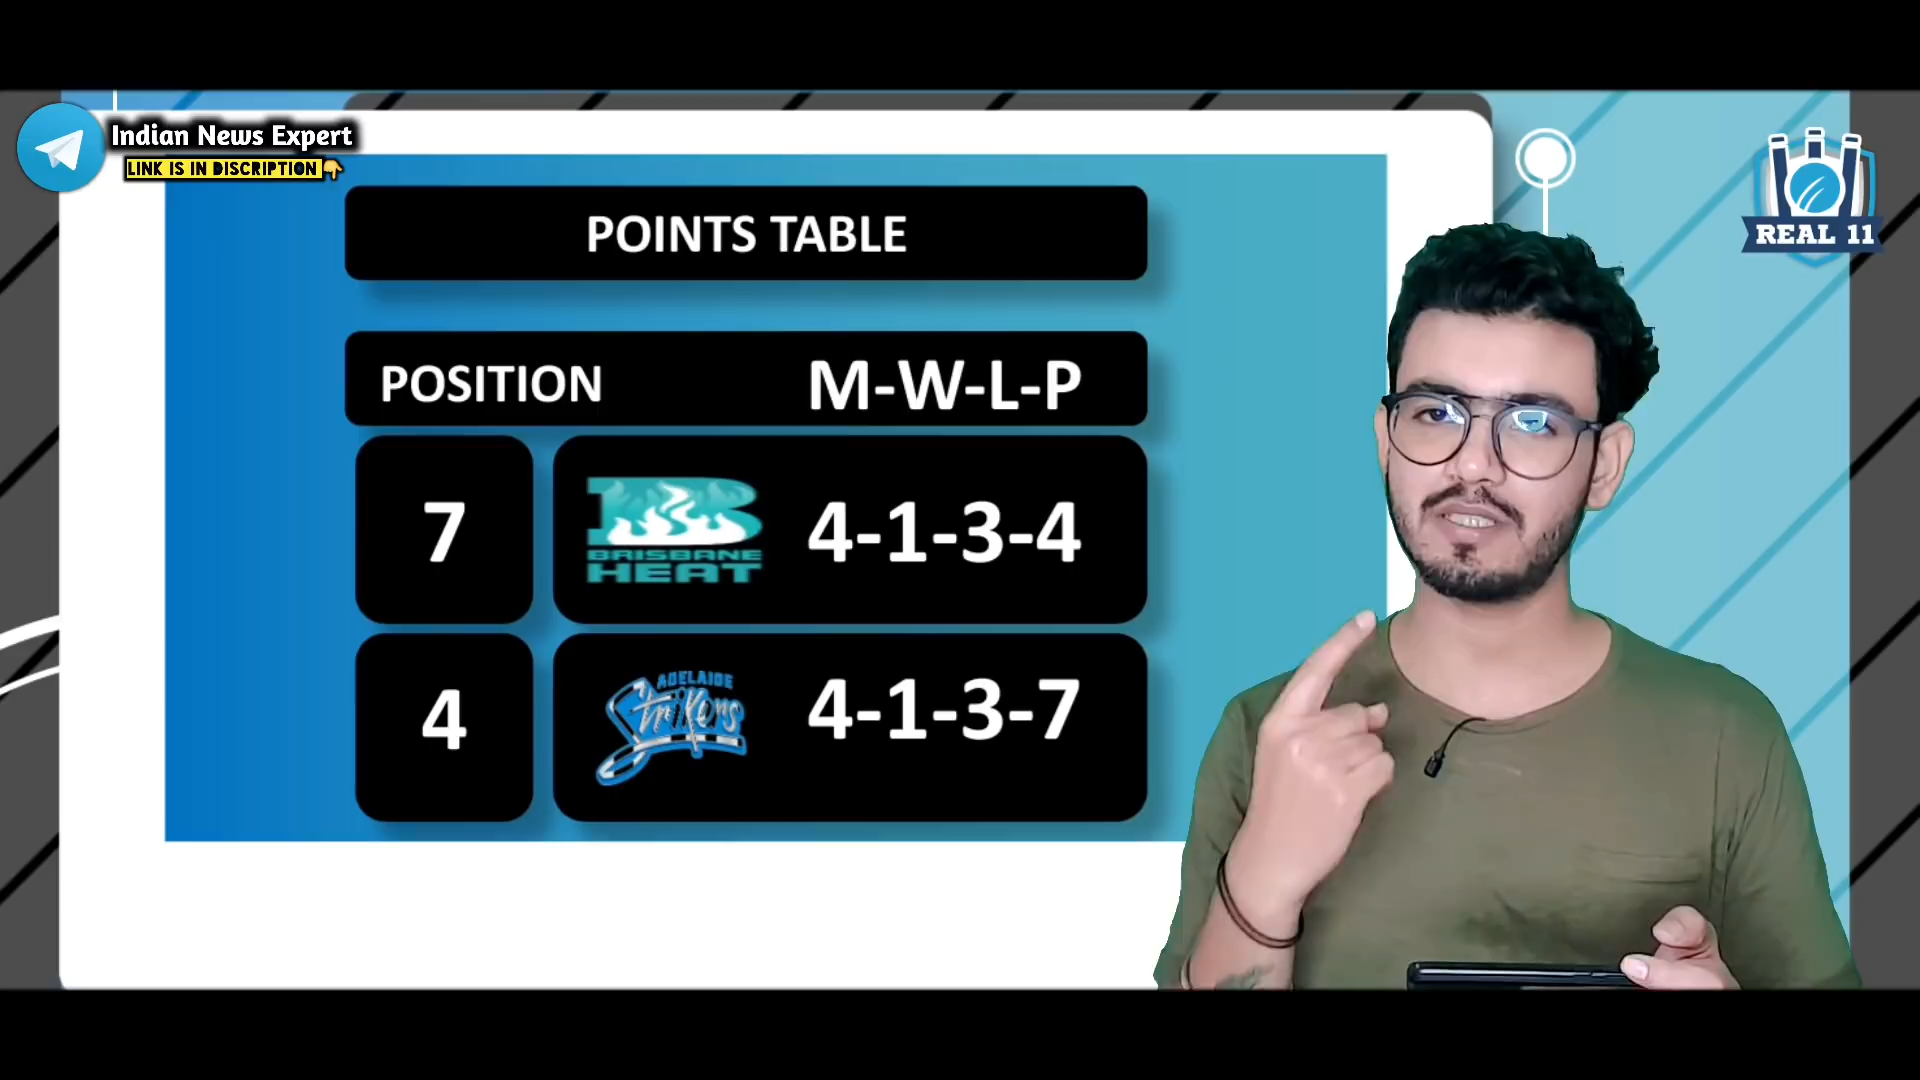 Indian News Expert
LINK IS IN DISCRIPTION
REAL 11
POINTS TABLE
POSITION M-W-L-P
7 BRISBANE HEAT 4-1-3-4
4 ADELAIDE Strikers 4-1-3-7